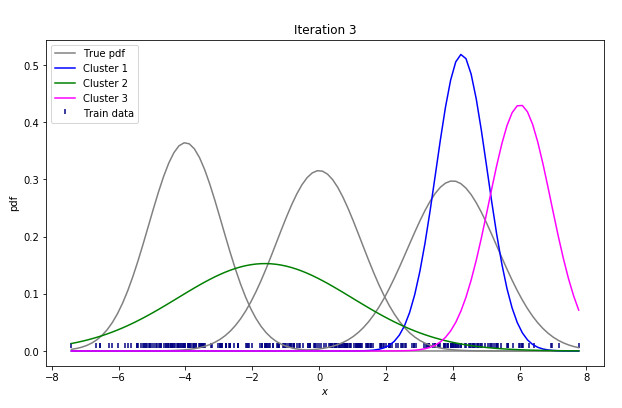 Iteration 3
True pdf
Cluster 1
Cluster 2
Cluster 3
Train data
pdf
0.5
0.4
0.3
0.2
0.1
0.0
−8 −6 −4 −2 0 2 4 6 8
x